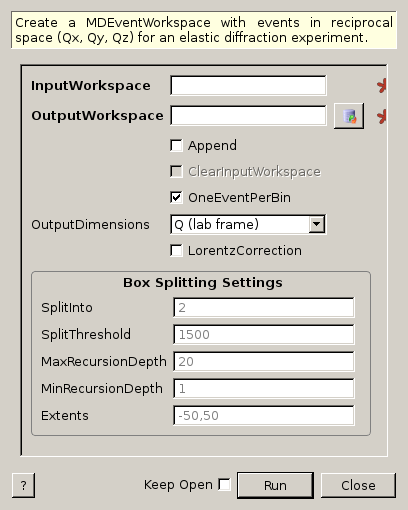 Create a MDEventWorkspace with events in reciprocal
space (Qx, Qy, Qz) for an elastic diffraction experiment.
InputWorkspace
OutputWorkspace
Append
ClearInputWorkspace
OneEventPerBin
OutputDimensions Q (lab frame)
LorentzCorrection
Box Splitting Settings
SplitInto 2
SplitThreshold 1500
MaxRecursionDepth 20
MinRecursionDepth 1
Extents -50,50
? Keep Open Run Close